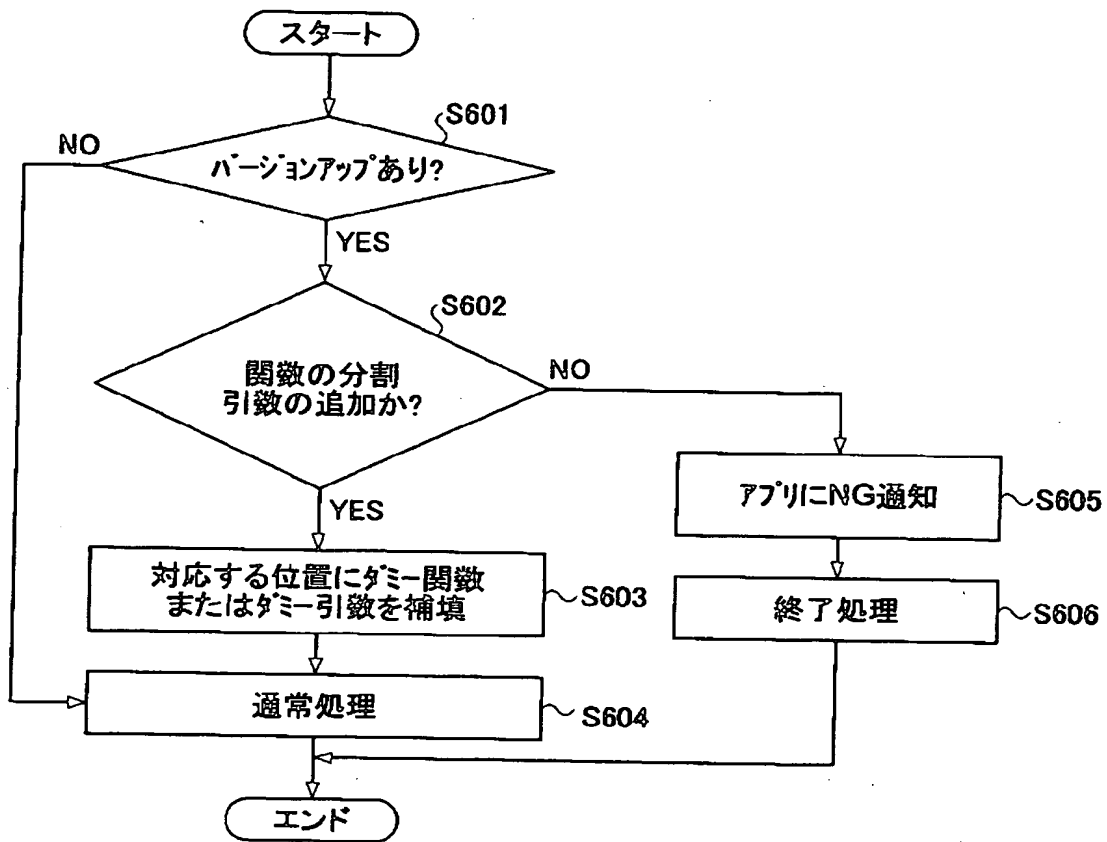 スタート
S601
NO
バージョンアップあり?
YES
S602
関数の分割
引数の追加か?
NO
YES
アプリにNG通知
S605
対応する位置にダミー関数
またはダミー引数を補填
S603
終了処理
S606
通常処理
S604
エンド